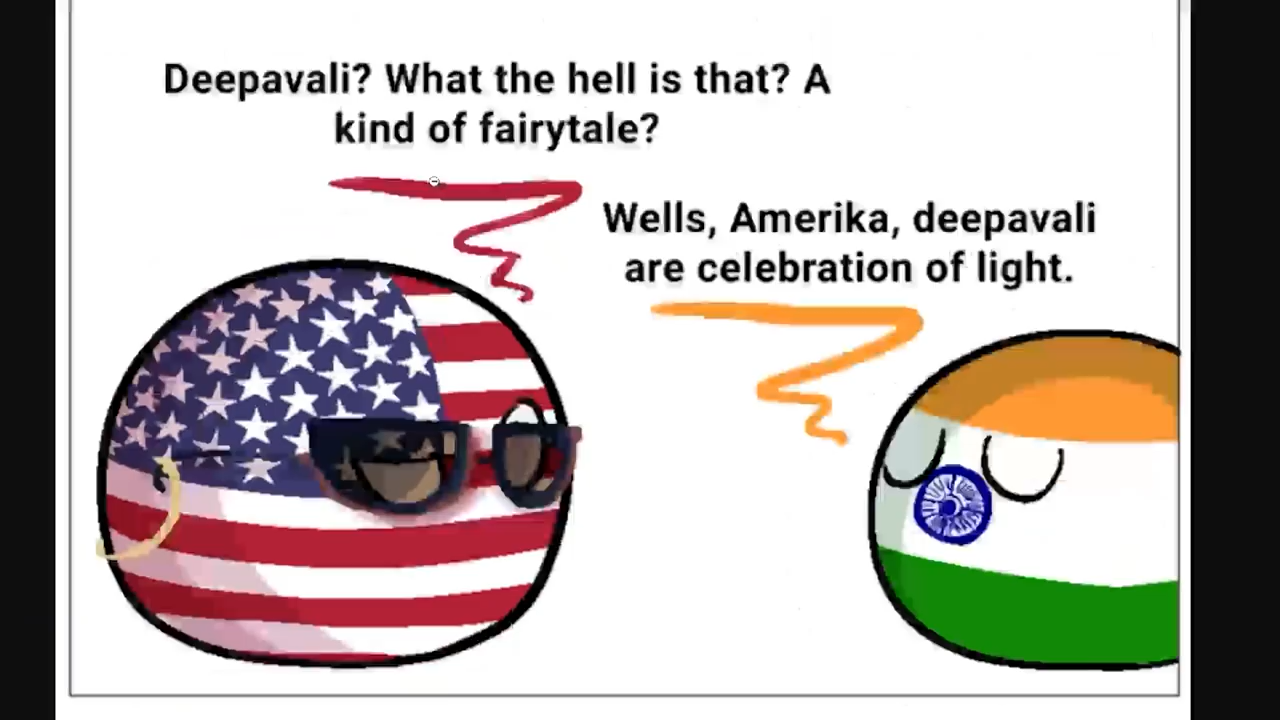 Deepavali? What the hell is that? A
kind of fairytale?
Wells, Amerika, deepavali
are celebration of light.